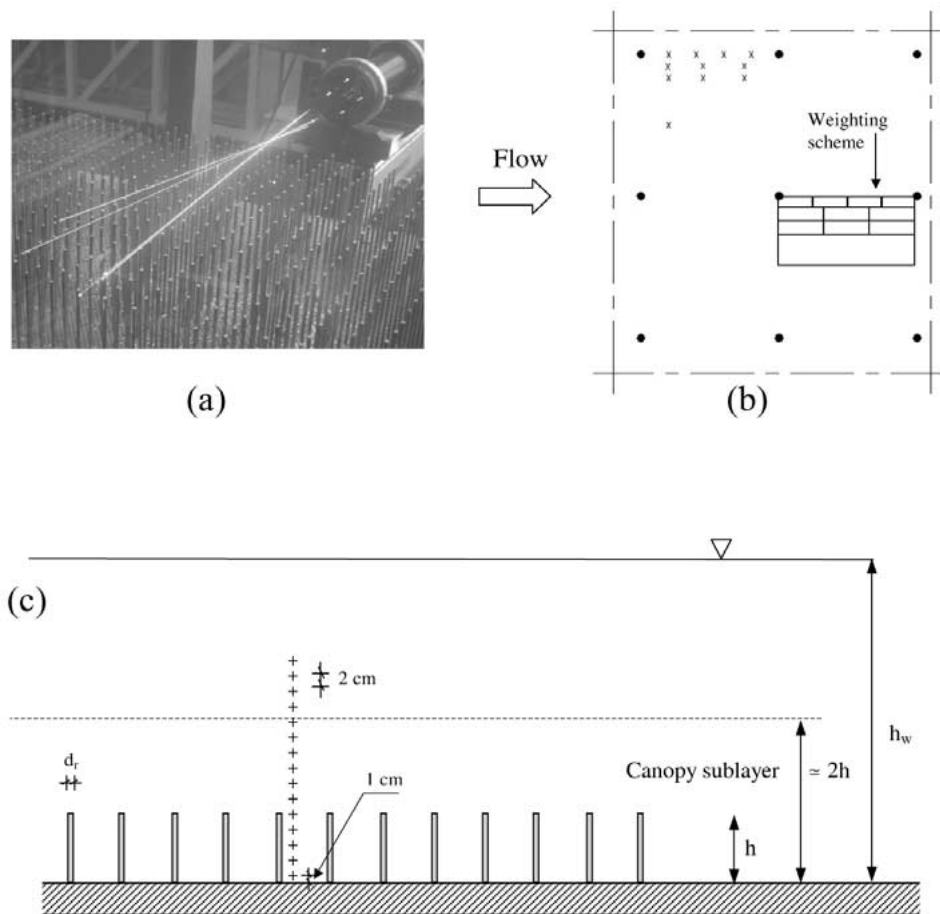 Flow
Weighting
scheme
(a)
(b)
(c)
2 cm
d_r
1 cm
Canopy sublayer
≃ 2h
h
h_w